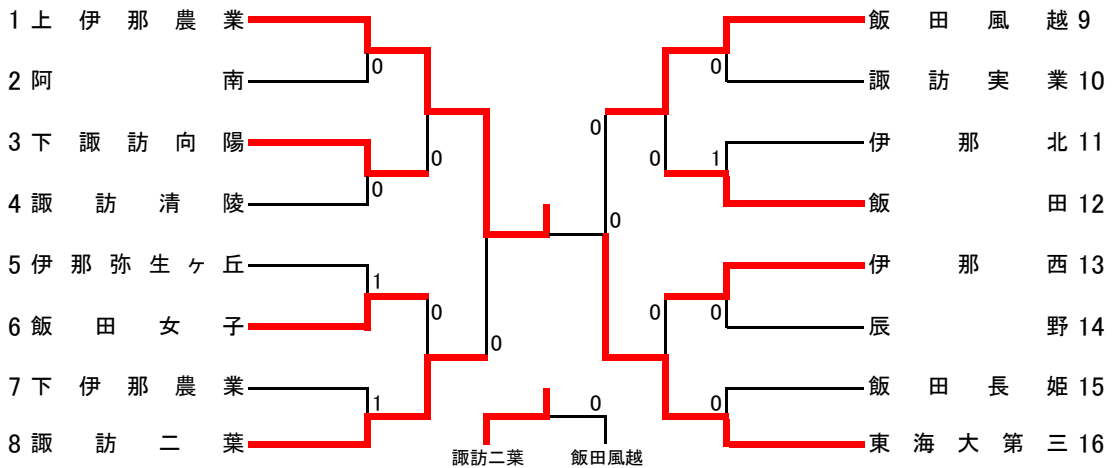 1 上伊那農業
飯田風越 9
0
0
2 阿南
諏訪実業 10
0
3 下諏訪向陽
伊那北 11
0
0
1
0
4 諏訪清陵
飯田 12
0
5 伊那弥生ヶ丘
伊那西 13
1
0
0
6 飯田女子
辰野 14
0
7 下伊那農業
飯田長姫 15
1
0
0
8 諏訪二葉
東海大第三 16
諏訪二葉
飯田風越